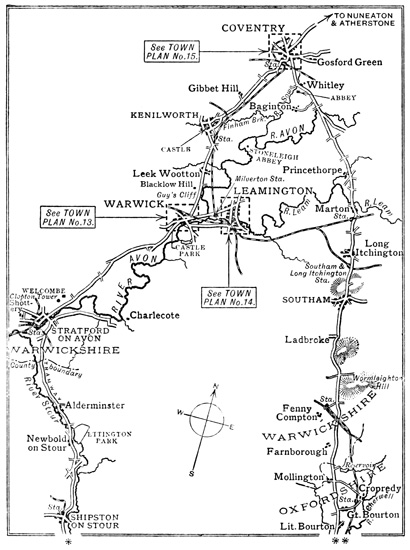 TO NUNEATON
& ATHERSTONE
COVENTRY
See TOWN
PLAN No.15.
Sta.
Gosford Green
Gibbet Hill
Whitley
ABBEY
Baginton
KENILWORTH
Finham Brk.
R. Sowe
R. AVON
Sta.
CASTLE
STONELEIGH
ABBEY
Leek Wootton
Milverton Sta.
Princethorpe
Blacklow Hill
Guy's Cliff
LEAMINGTON
WARWICK
R. Leam
Marton
Sta.
R. Leam
See TOWN
PLAN No.13.
CASTLE
PARK
Long
Itchington
RIVER AVON
Southam &
Long Itchington
Sta.
See TOWN
PLAN No.14.
WELCOMBE
Clopton Tower
Shottery
SOUTHAM
Charlecote
Sta.
STRATFORD
ON AVON
Ladbroke
WARWICKSHIRE
County boundary
River Stour
Wormleighton
Hill
Alderminster
Sta.
Fenny
Compton
WARWICKSHIRE
ETTINGTON
PARK
Newbold
on Stour
N
W
E
S
Farnborough
Reservoir
Mollington
Cropredy
Sta.
OXFORDSHIRE
R. Cherwell
Sta.
SHIPSTON
ON STOUR
Gt. Bourton
Lit. Bourton
*
* *